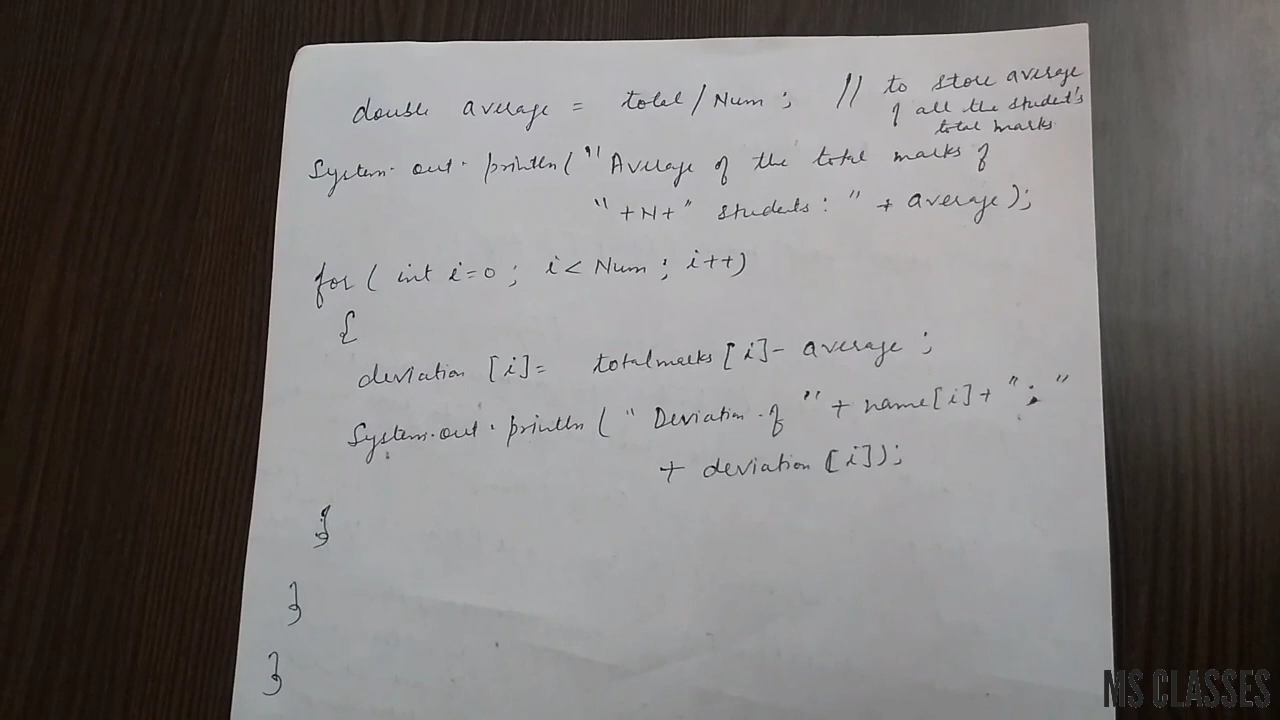 double average = total/Num; // to store average
of all the student's
total marks
System.out.println("Average of the total marks of
"+N+" students: " + average);
for( int i=0; i<Num; i++)
{
deviation [i]= totalmarks [i]- average;
System.out.println(" Deviation of " + name[i]+ ": "
+ deviation [i]);
}
}
}
MS CLASSES